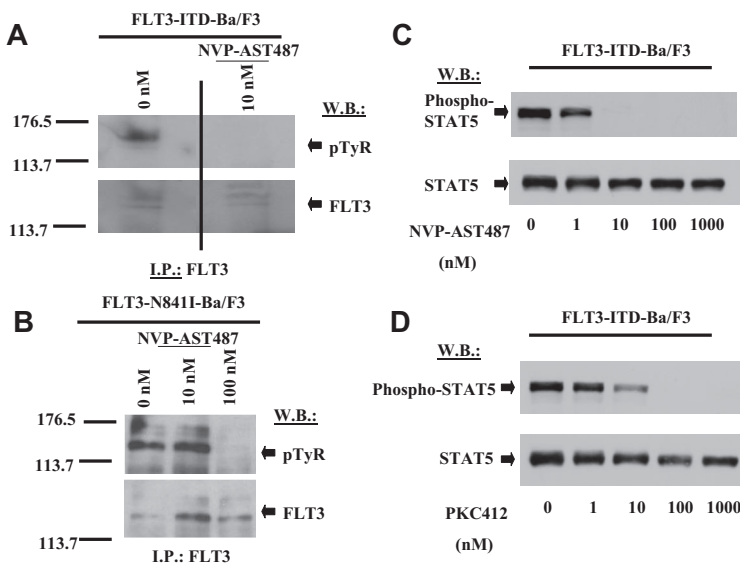 A
FLT3-ITD-Ba/F3
NVP-AST487
0 nM
10 nM
W.B.:
176.5
pTyR
113.7
FLT3
113.7
I.P.: FLT3
B
FLT3-N841I-Ba/F3
NVP-AST487
0 nM
10 nM
100 nM
W.B.:
176.5
pTyR
113.7
FLT3
113.7
I.P.: FLT3
C
FLT3-ITD-Ba/F3
W.B.:
Phospho-
STAT5
STAT5
NVP-AST487 0 1 10 100 1000
(nM)
D
FLT3-ITD-Ba/F3
W.B.:
Phospho-STAT5
STAT5
PKC412 0 1 10 100 1000
(nM)